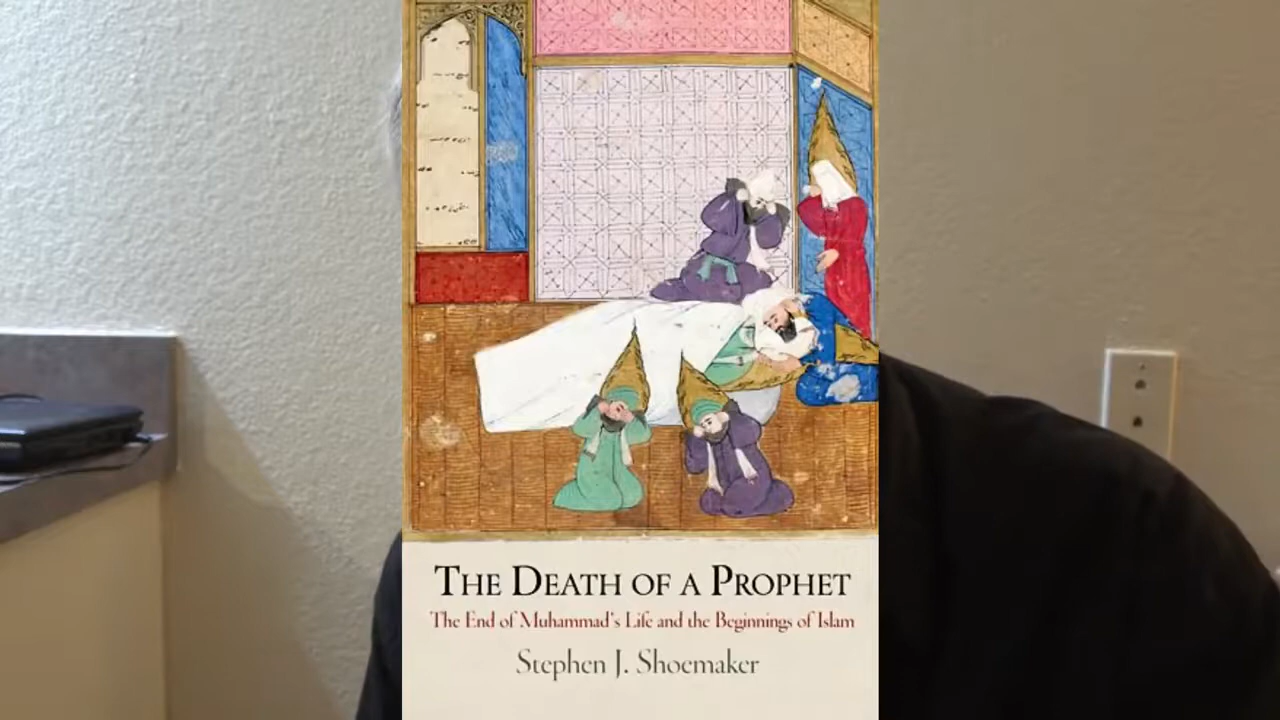 The Death of a Prophet
The End of Muhammad's Life and the Beginnings of Islam
Stephen J. Shoemaker